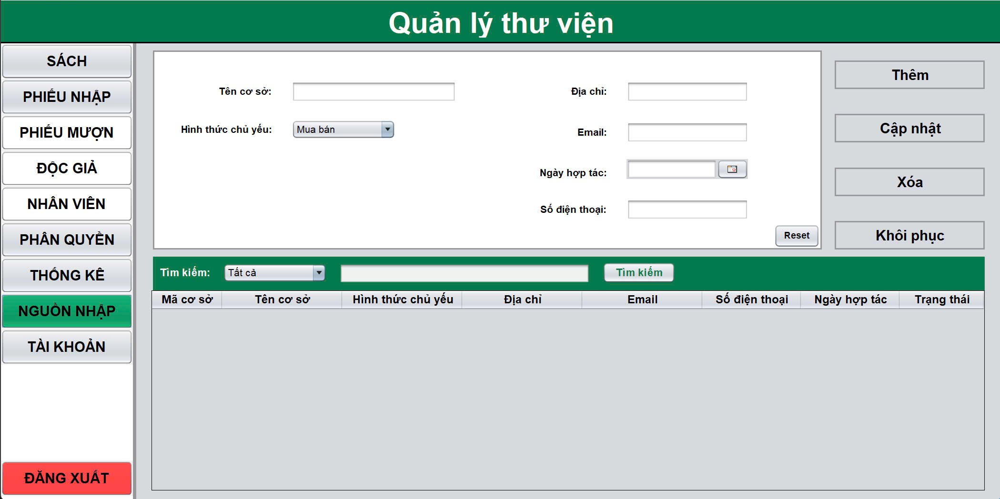 Quản lý thư viện
SÁCH
PHIẾU NHẬP
PHIẾU MƯỢN
ĐỘC GIẢ
NHÂN VIÊN
PHÂN QUYỀN
THỐNG KÊ
NGUỒN NHẬP
TÀI KHOẢN
ĐĂNG XUẤT
Tên cơ sở:
Hình thức chủ yếu: Mua bán
Địa chỉ:
Email:
Ngày hợp tác:
Số điện thoại:
Reset
Thêm
Cập nhật
Xóa
Khôi phục
Tìm kiếm: Tất cả Tìm kiếm
Mã cơ sở Tên cơ sở Hình thức chủ yếu Địa chỉ Email Số điện thoại Ngày hợp tác Trạng thái